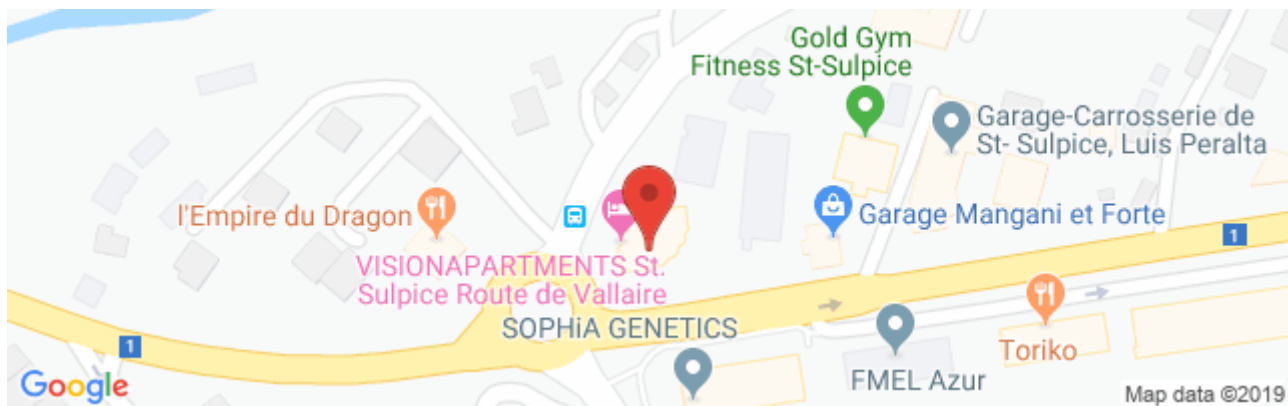 Gold Gym
Fitness St-Sulpice
Garage-Carrosserie de
St- Sulpice, Luis Peralta
l'Empire du Dragon
Garage Mangani et Forte
1
VISIONAPARTMENTS St.
Sulpice Route de Vallaire
SOPHiA GENETICS
1
Toriko
FMEL Azur
Google
Map data ©2019